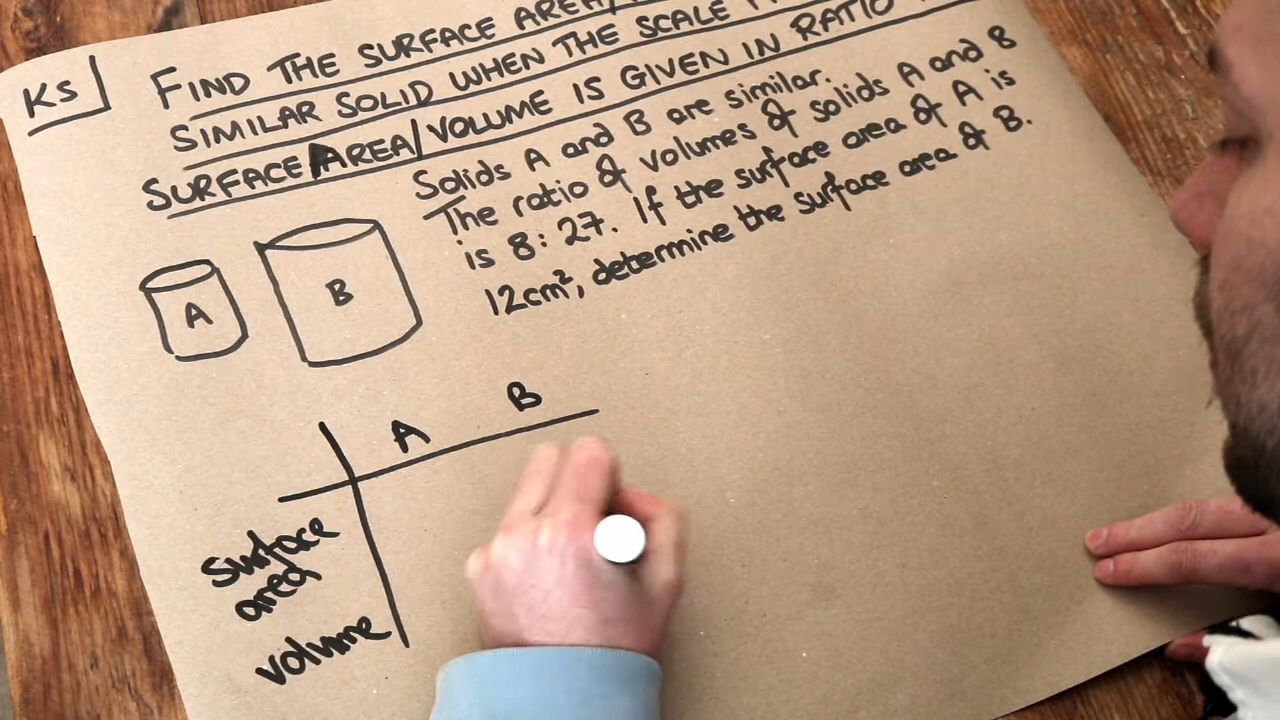 KS
FIND THE SURFACE AREA/
SIMILAR SOLID WHEN THE SCALE
SURFACE AREA/VOLUME IS GIVEN IN RATIO
Solids A and B are similar.
The ratio of volumes of solids A and B
is 8:27. If the surface area of A is
12cm², determine the surface area of B.
A
B
A B
surface
area
volume